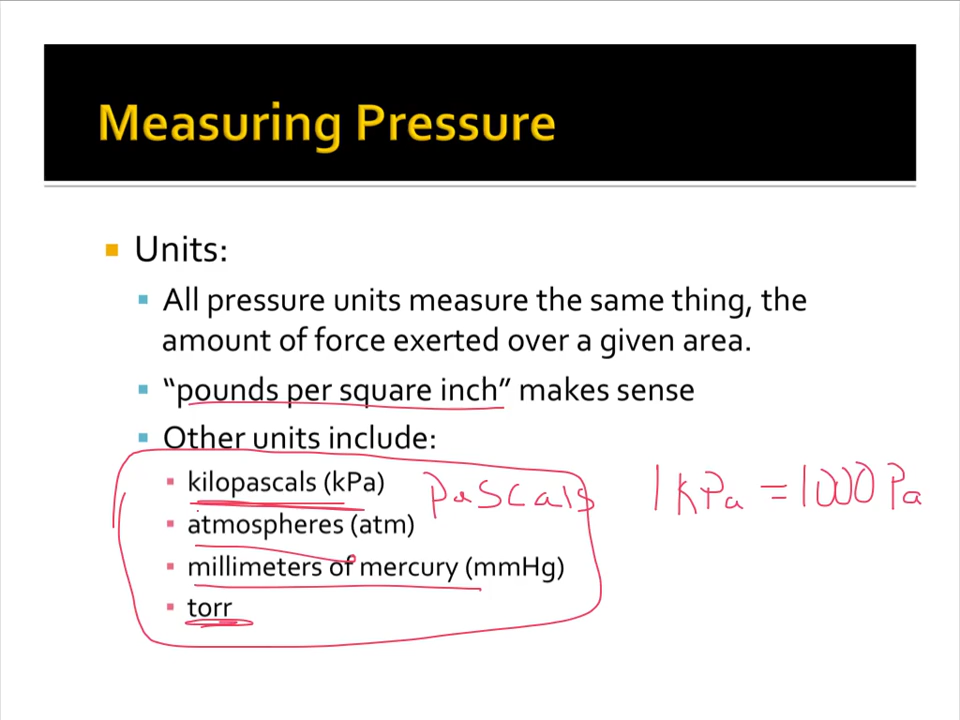 Measuring Pressure
Units:
All pressure units measure the same thing, the
amount of force exerted over a given area.
“pounds per square inch” makes sense
Other units include:
kilopascals (kPa)
pascals
1 kPa = 1000 Pa
atmospheres (atm)
millimeters of mercury (mmHg)
torr